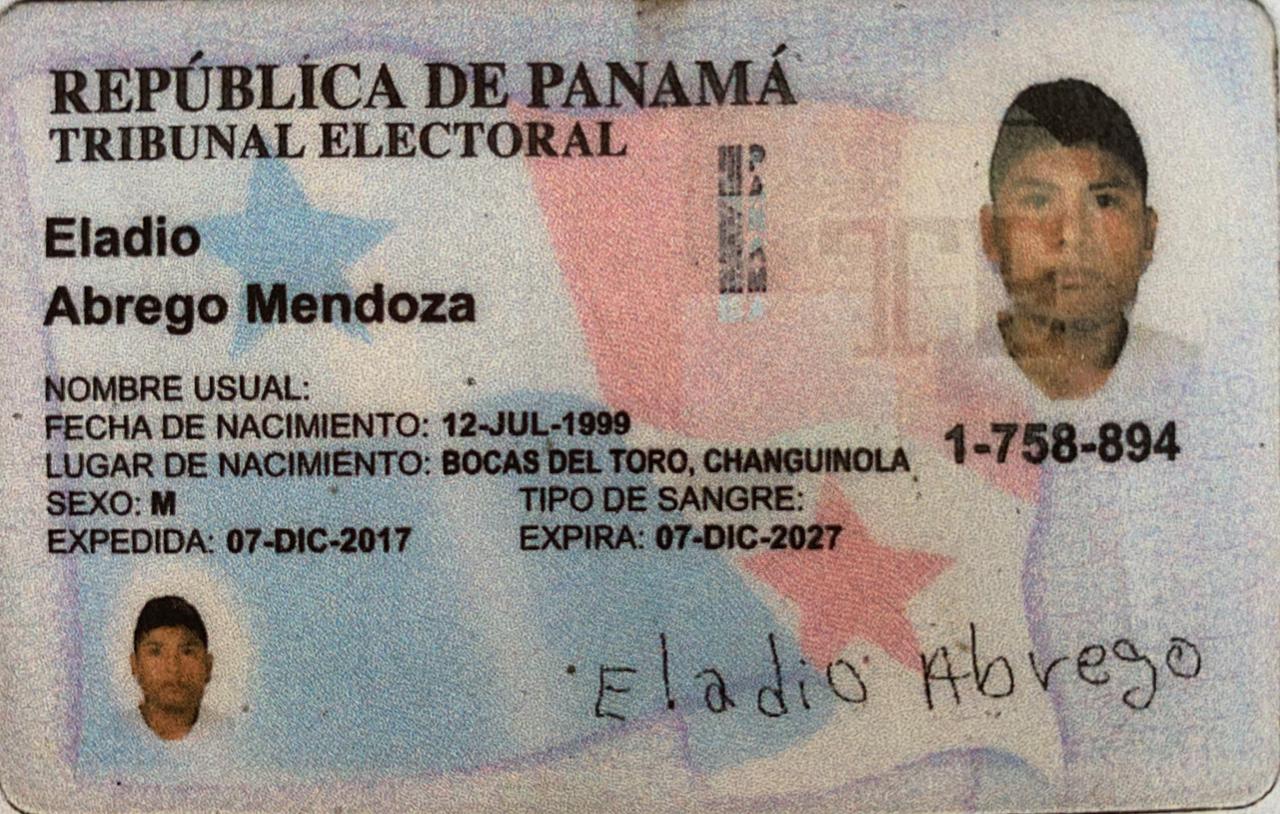 REPÚBLICA DE PANAMÁ
TRIBUNAL ELECTORAL
Eladio
Abrego Mendoza
NOMBRE USUAL:
FECHA DE NACIMIENTO: 12-JUL-1999
LUGAR DE NACIMIENTO: BOCAS DEL TORO, CHANGUINOLA
SEXO: M TIPO DE SANGRE:
EXPEDIDA: 07-DIC-2017 EXPIRA: 07-DIC-2027
1-758-894
Eladio Abrego